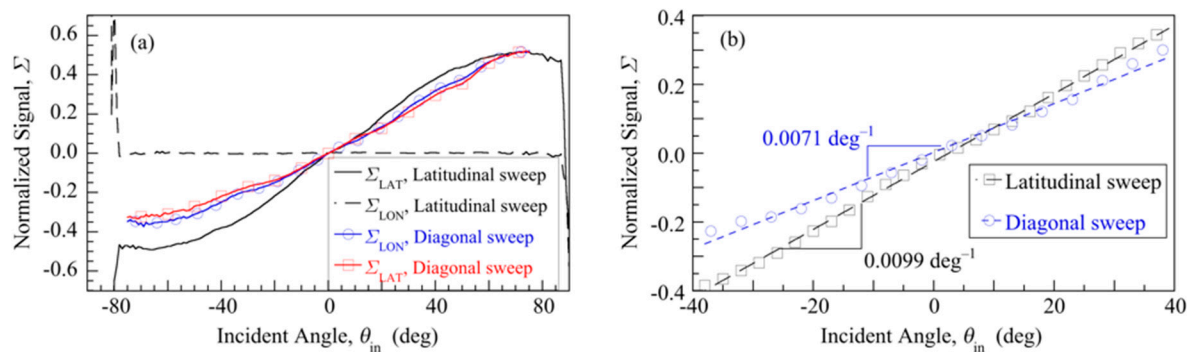 (a)
Normalized Signal, Σ
0.6
0.4
0.2
0.0
-0.2
-0.4
-0.6
-80
-40
0
40
80
Incident Angle, θin (deg)
ΣLAT, Latitudinal sweep
ΣLON, Latitudinal sweep
ΣLON, Diagonal sweep
ΣLAT, Diagonal sweep
(b)
Normalized Signal, Σ
0.4
0.2
0.0
-0.2
-0.4
-40
-20
0
20
40
Incident Angle, θin (deg)
0.0071 deg⁻¹
0.0099 deg⁻¹
Latitudinal sweep
Diagonal sweep